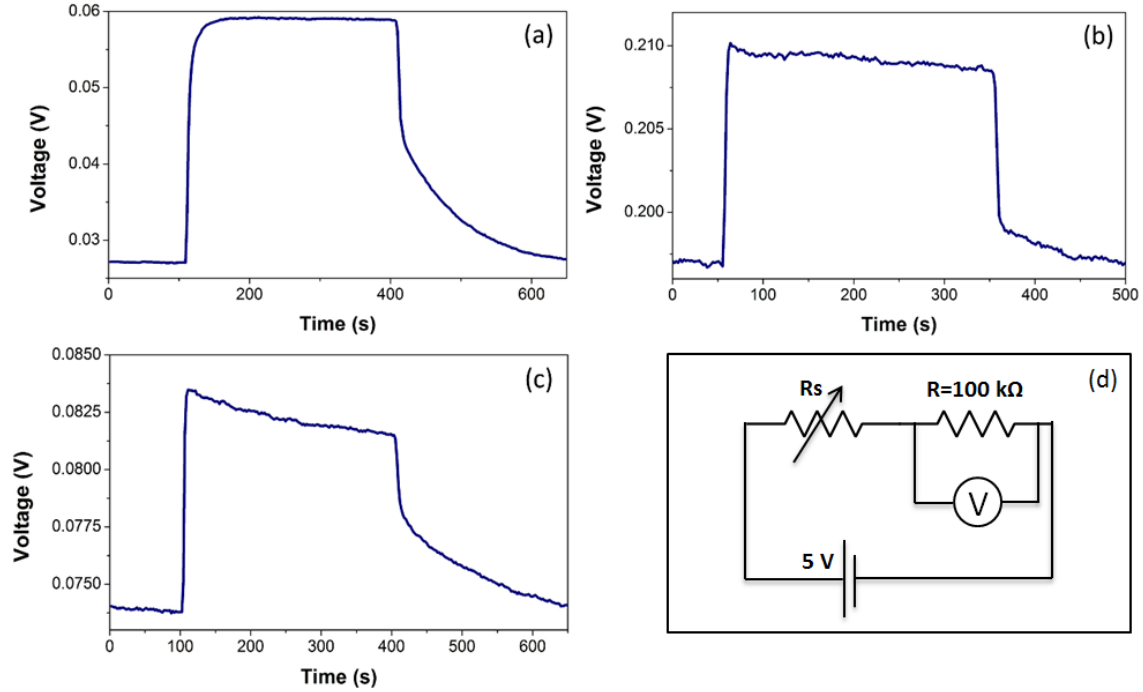 (a)
0.06
0.05
0.04
0.03
Voltage (V)
0 200 400 600
Time (s)
(b)
0.210
0.205
0.200
Voltage (V)
0 100 200 300 400 500
Time (s)
(c)
0.0850
0.0825
0.0800
0.0775
0.0750
Voltage (V)
0 100 200 300 400 500 600
Time (s)
(d)
Rs R=100 kΩ
V
5 V